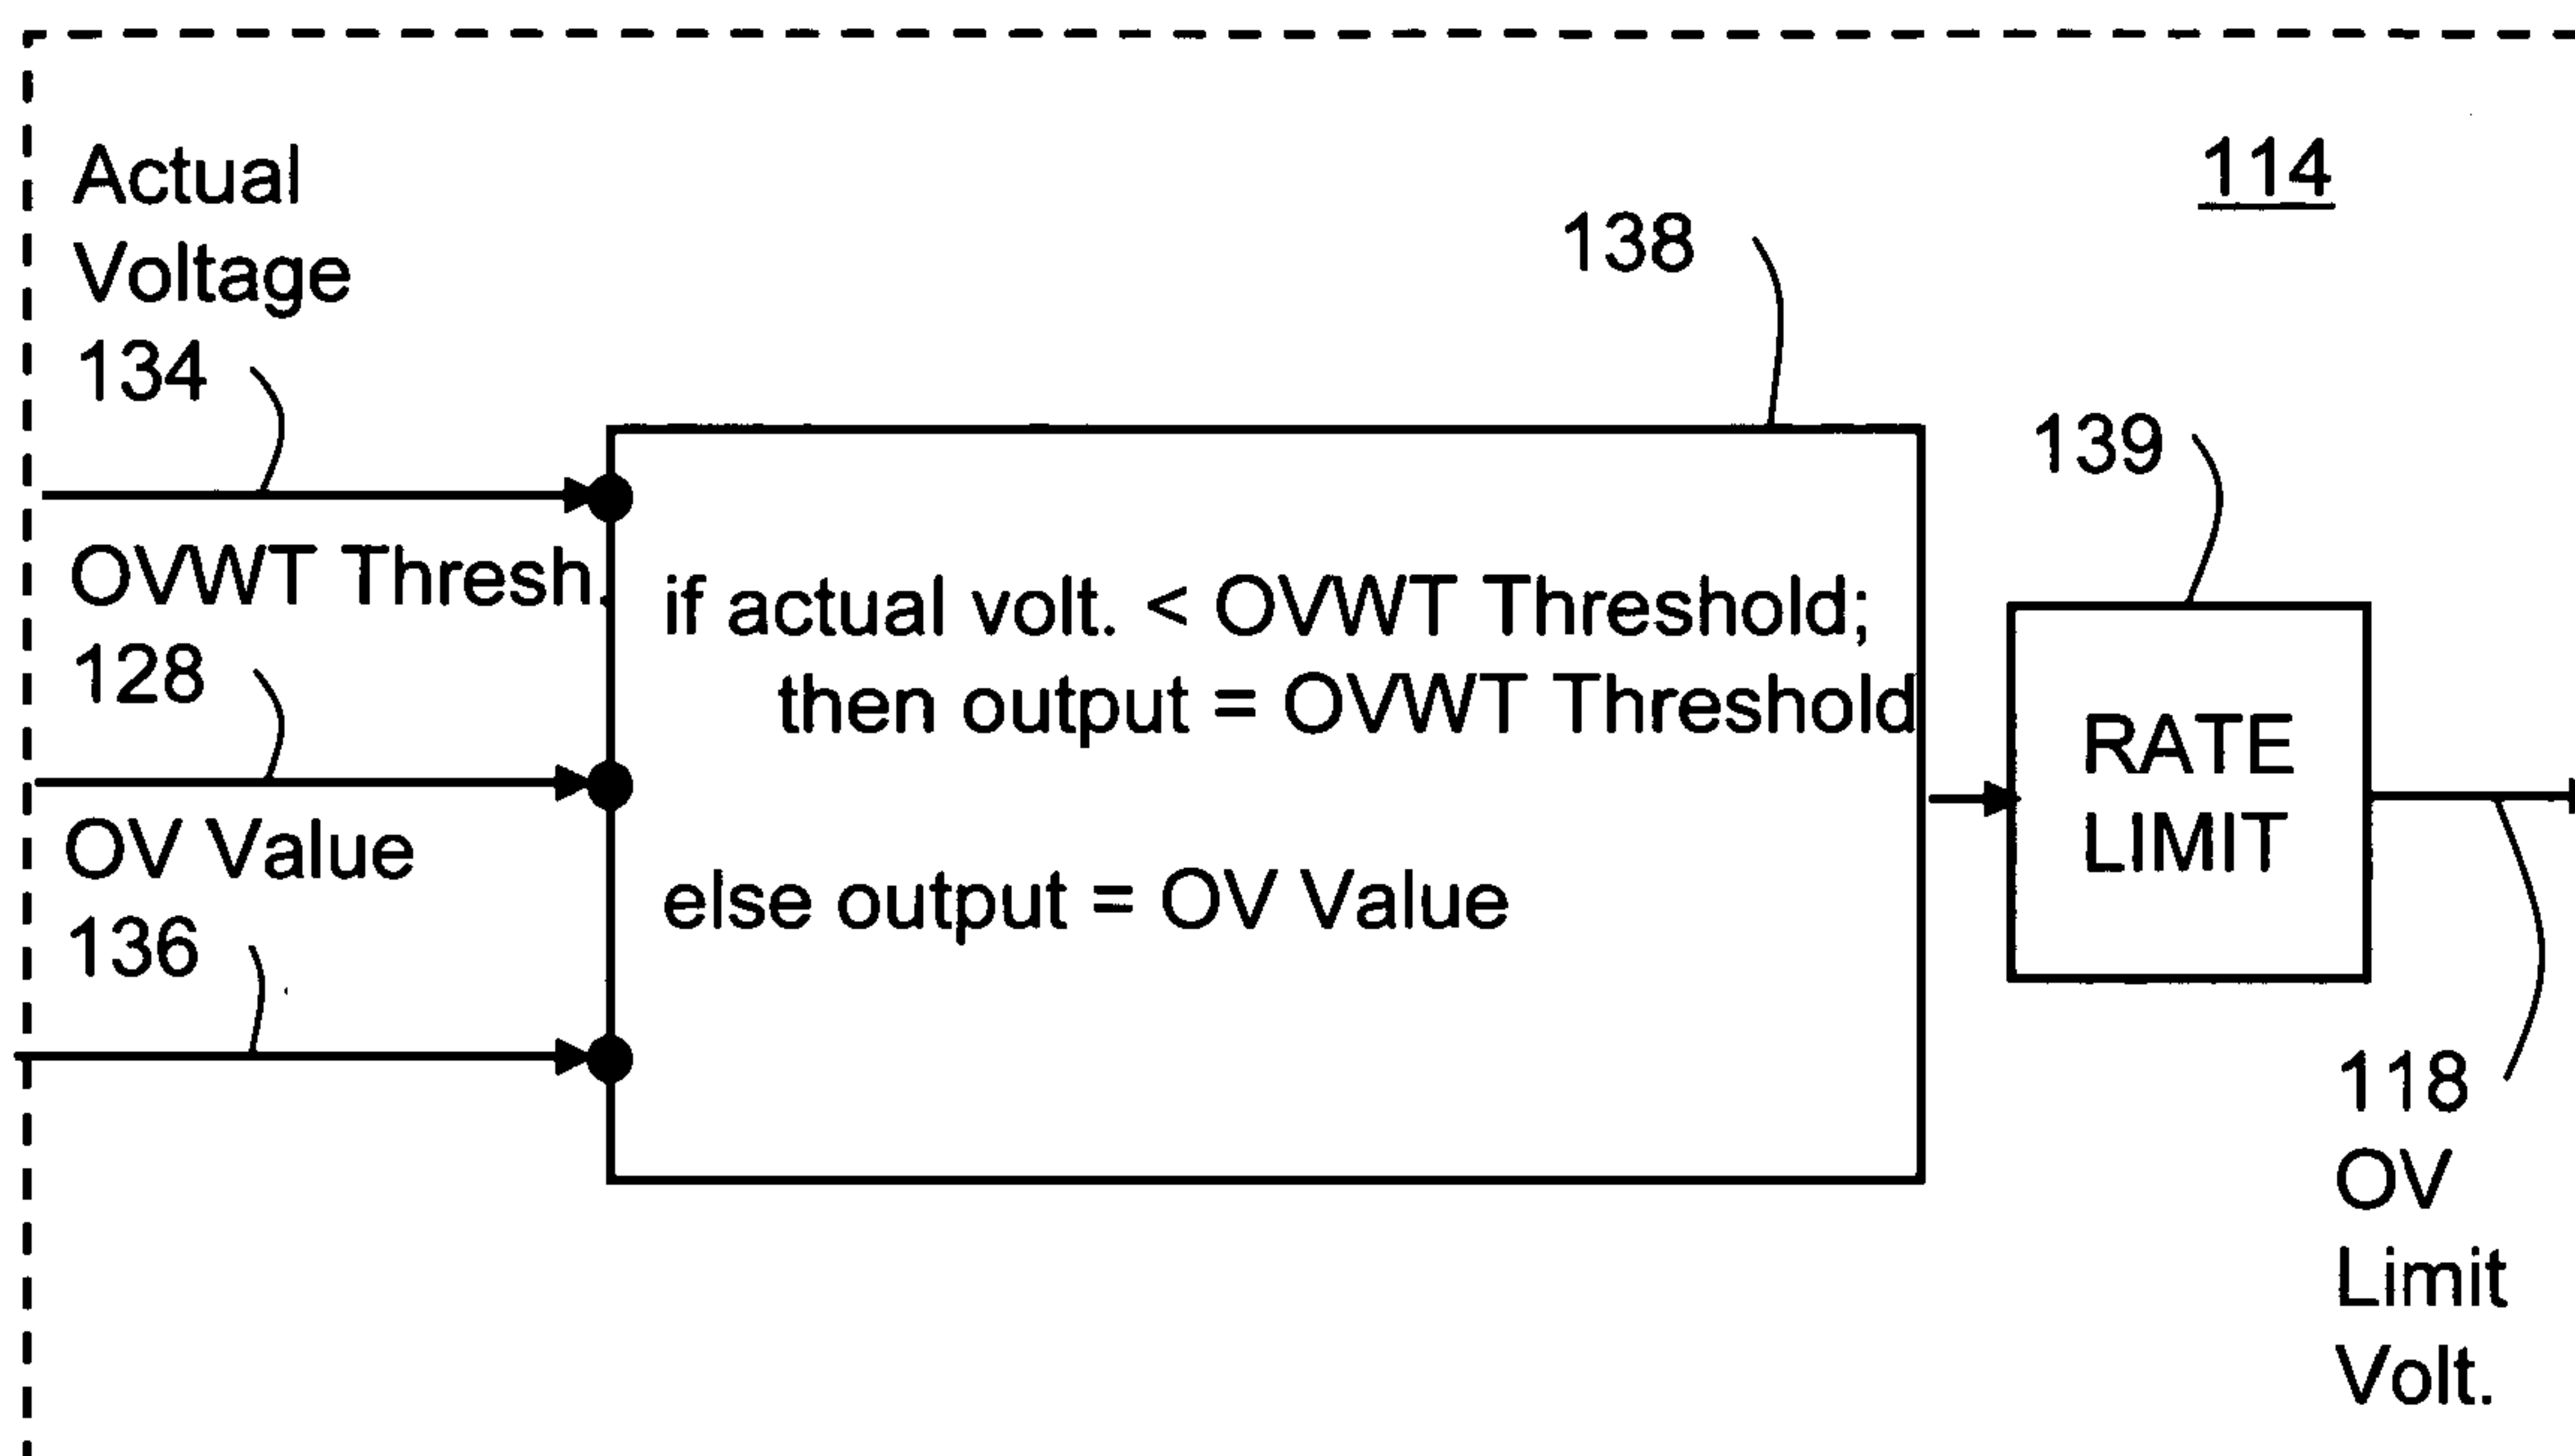 Actual
Voltage
134
OVWT Thresh.
128
OV Value
136
138
if actual volt. < OVWT Threshold;
then output = OVWT Threshold
else output = OV Value
114
139
RATE
LIMIT
118
OV
Limit
Volt.